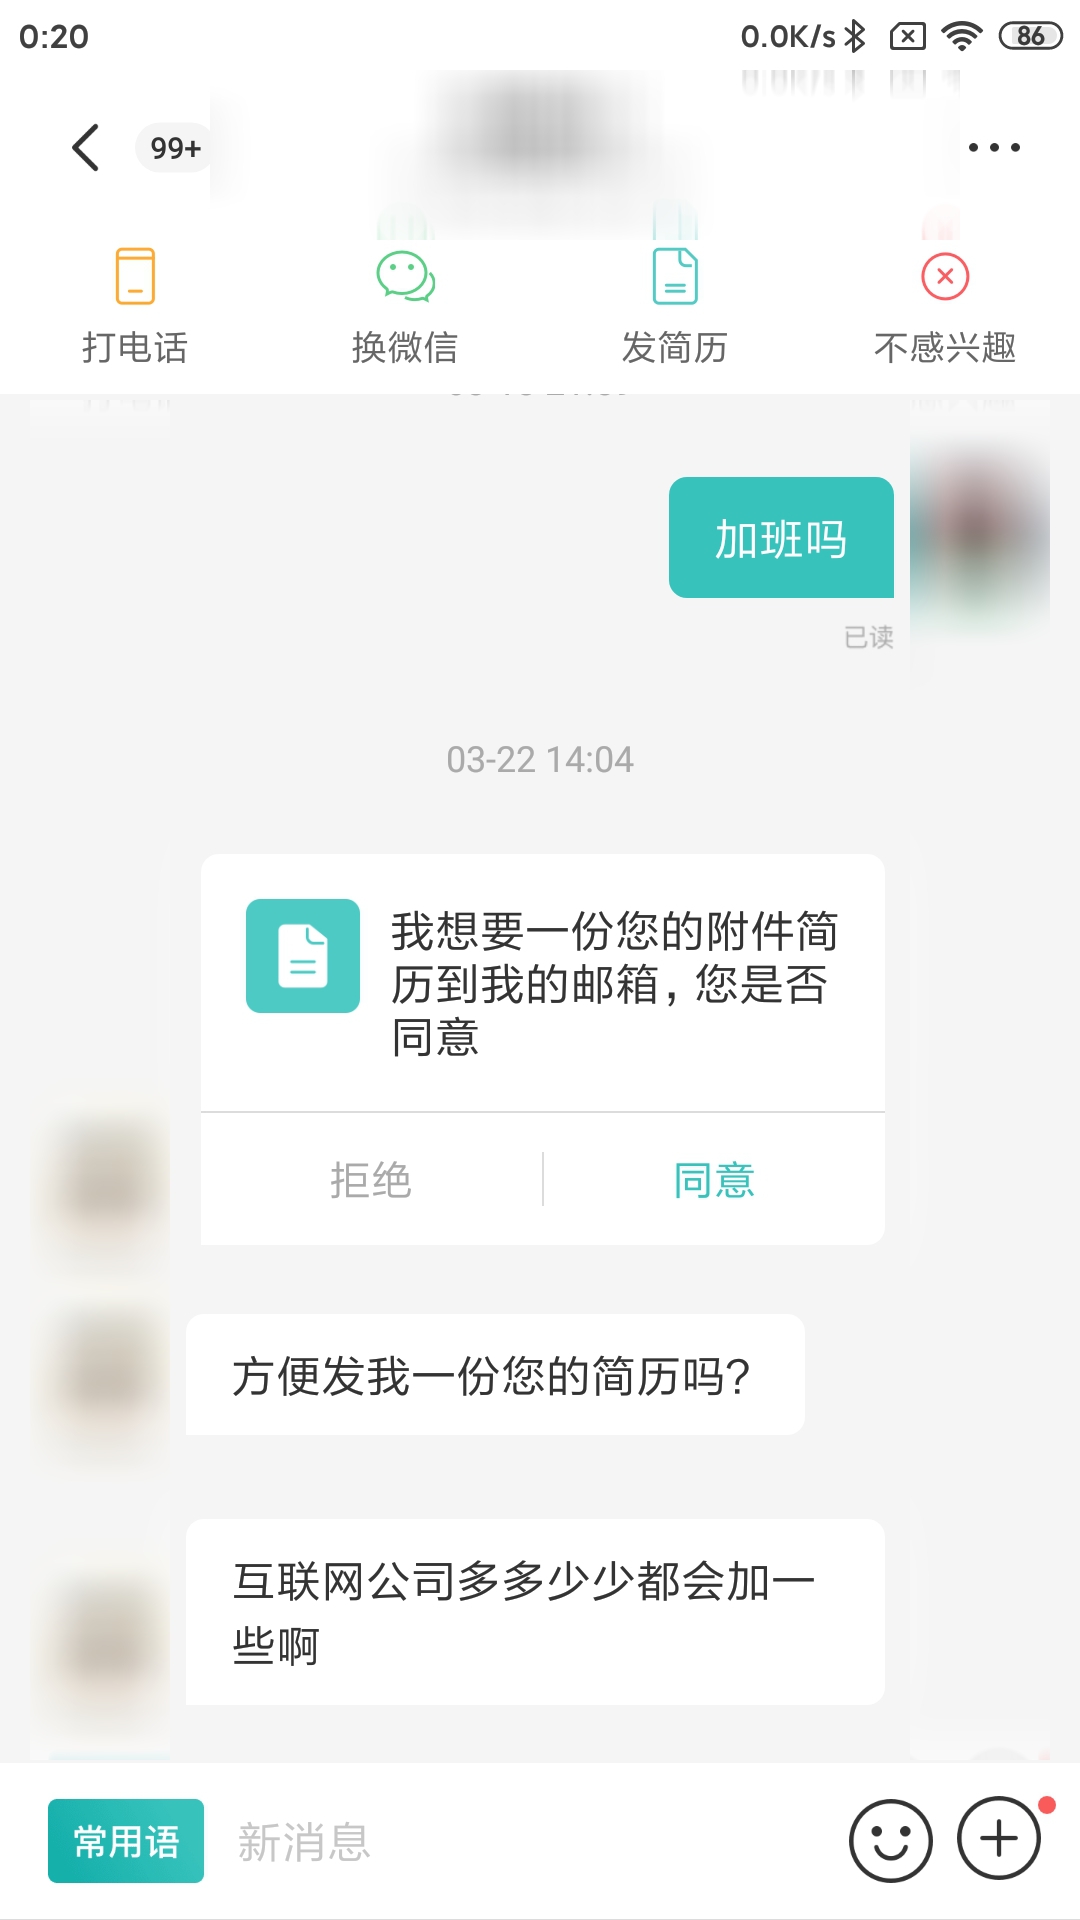 0:20
0.0K/s
86
99+
打电话
换微信
发简历
不感兴趣
加班吗
已读
03-22 14:04
我想要一份您的附件简
历到我的邮箱,您是否
同意
拒绝
同意
方便发我一份您的简历吗?
互联网公司多多少少都会加一
些啊
常用语
新消息